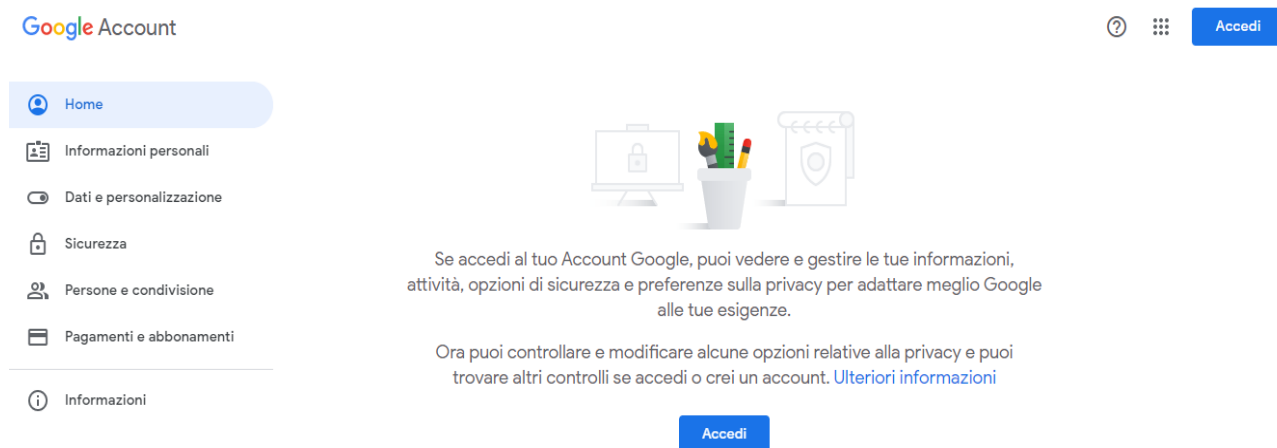 Google Account
Accedi
Home
Informazioni personali
Dati e personalizzazione
Sicurezza
Persone e condivisione
Pagamenti e abbonamenti
Informazioni
Se accedi al tuo Account Google, puoi vedere e gestire le tue informazioni,
attività, opzioni di sicurezza e preferenze sulla privacy per adattare meglio Google
alle tue esigenze.
Ora puoi controllare e modificare alcune opzioni relative alla privacy e puoi
trovare altri controlli se accedi o crei un account. Ulteriori informazioni
Accedi